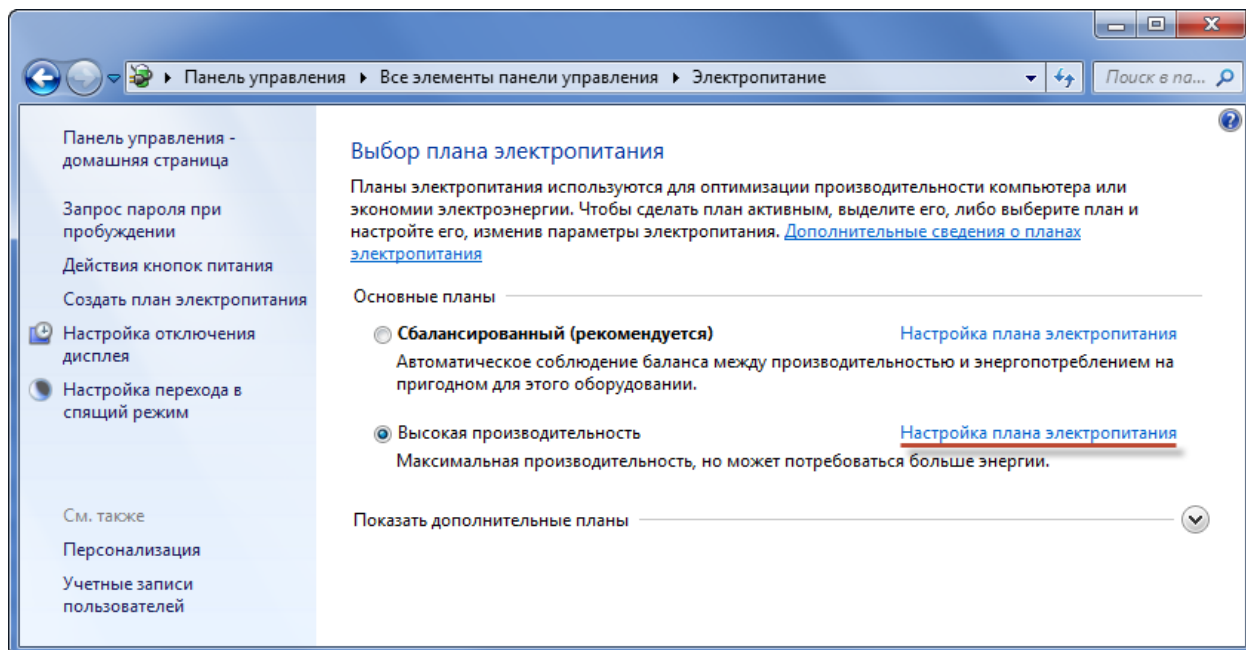 Панель управления ▸ Все элементы панели управления ▸ Электропитание
Поиск в па...
Панель управления -
домашняя страница
Запрос пароля при
пробуждении
Действия кнопок питания
Создать план электропитания
Настройка отключения
дисплея
Настройка перехода в
спящий режим
См. также
Персонализация
Учетные записи
пользователей
Выбор плана электропитания
Планы электропитания используются для оптимизации производительности компьютера или
экономии электроэнергии. Чтобы сделать план активным, выделите его, либо выберите план и
настройте его, изменив параметры электропитания. Дополнительные сведения о планах
электропитания
Основные планы
Сбалансированный (рекомендуется) Настройка плана электропитания
Автоматическое соблюдение баланса между производительностью и энергопотреблением на
пригодном для этого оборудовании.
Высокая производительность Настройка плана электропитания
Максимальная производительность, но может потребоваться больше энергии.
Показать дополнительные планы